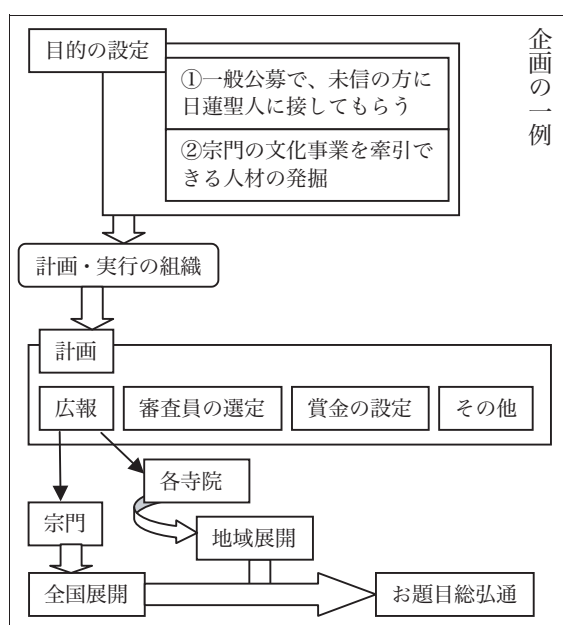 企画の一例
目的の設定
①一般公募で、未信の方に
日蓮聖人に接してもらう
②宗門の文化事業を牽引で
きる人材の発掘
計画・実行の組織
計画
広報
審査員の選定
賞金の設定
その他
各寺院
宗門
地域展開
全国展開
お題目総弘通